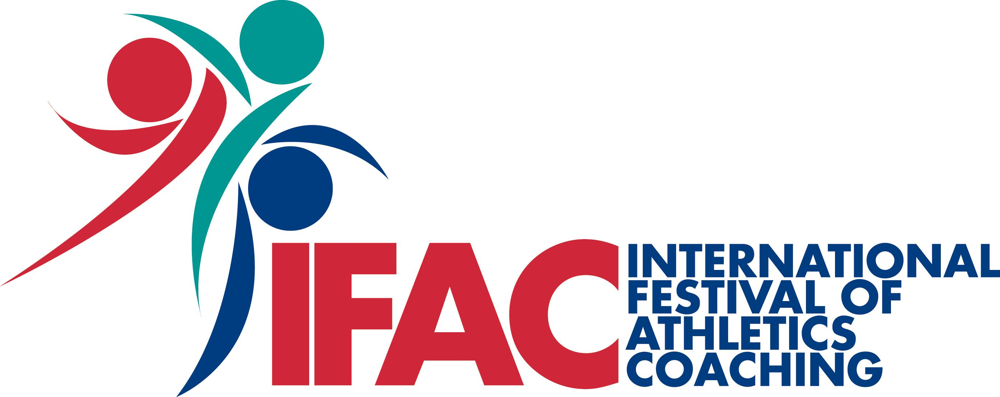 IFAC
INTERNATIONAL
FESTIVAL OF
ATHLETICS
COACHING